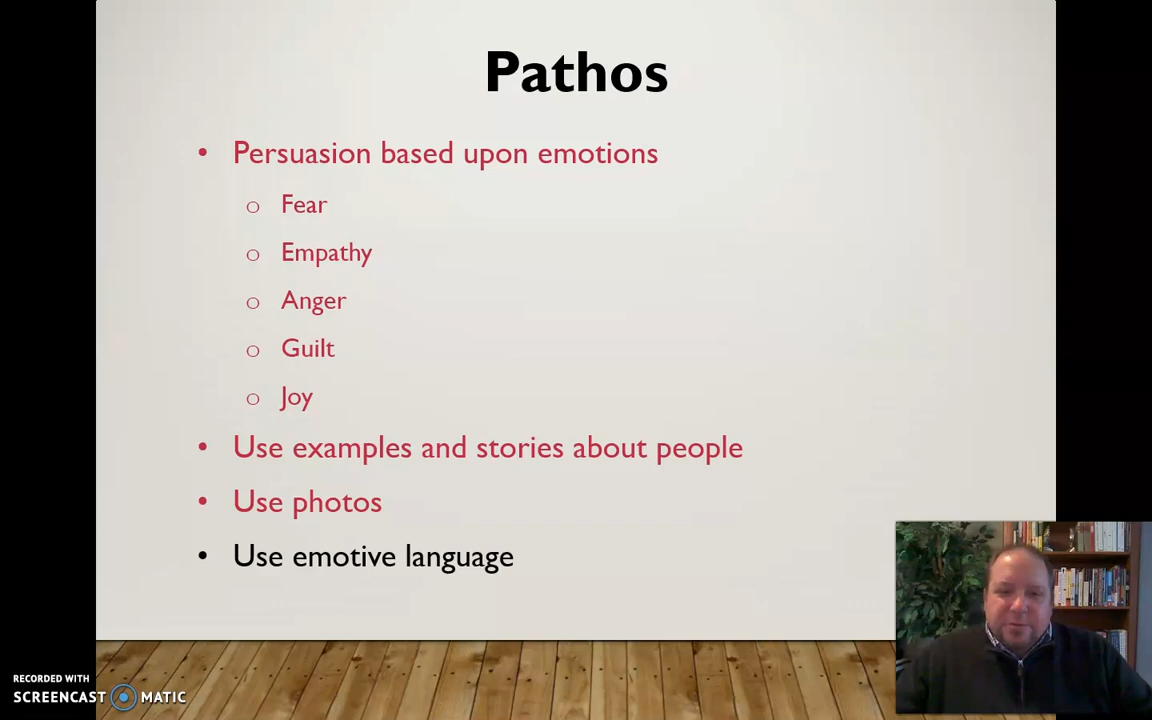 Pathos
• Persuasion based upon emotions
o Fear
o Empathy
o Anger
o Guilt
o Joy
• Use examples and stories about people
• Use photos
• Use emotive language
RECORDED WITH
SCREENCAST MATIC